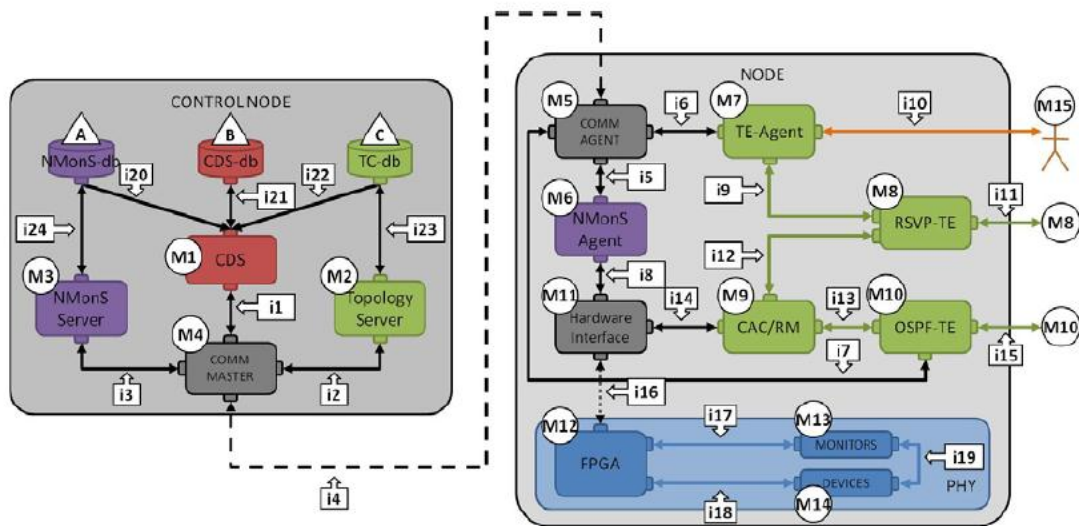 CONTROLNODE
A
NMonS-db
B
CDS-db
C
TC-db
i20
i21
i22
i24
i23
M1
CDS
M3
NMonS
Server
M2
Topology
Server
i1
M4
COMM
MASTER
i3
i2
i4
NODE
M5
COMM
AGENT
i6
M7
TE-Agent
i10
M15
i5
i9
M6
NMonS
Agent
M8
RSVP-TE
i11
M8
i12
i8
M11
Hardware
Interface
i14
M9
CAC/RM
i13
M10
OSPF-TE
i7
M10
i15
i16
M12
FPGA
i17
M13
MONITORS
i19
DEVICES
M14
PHY
i18